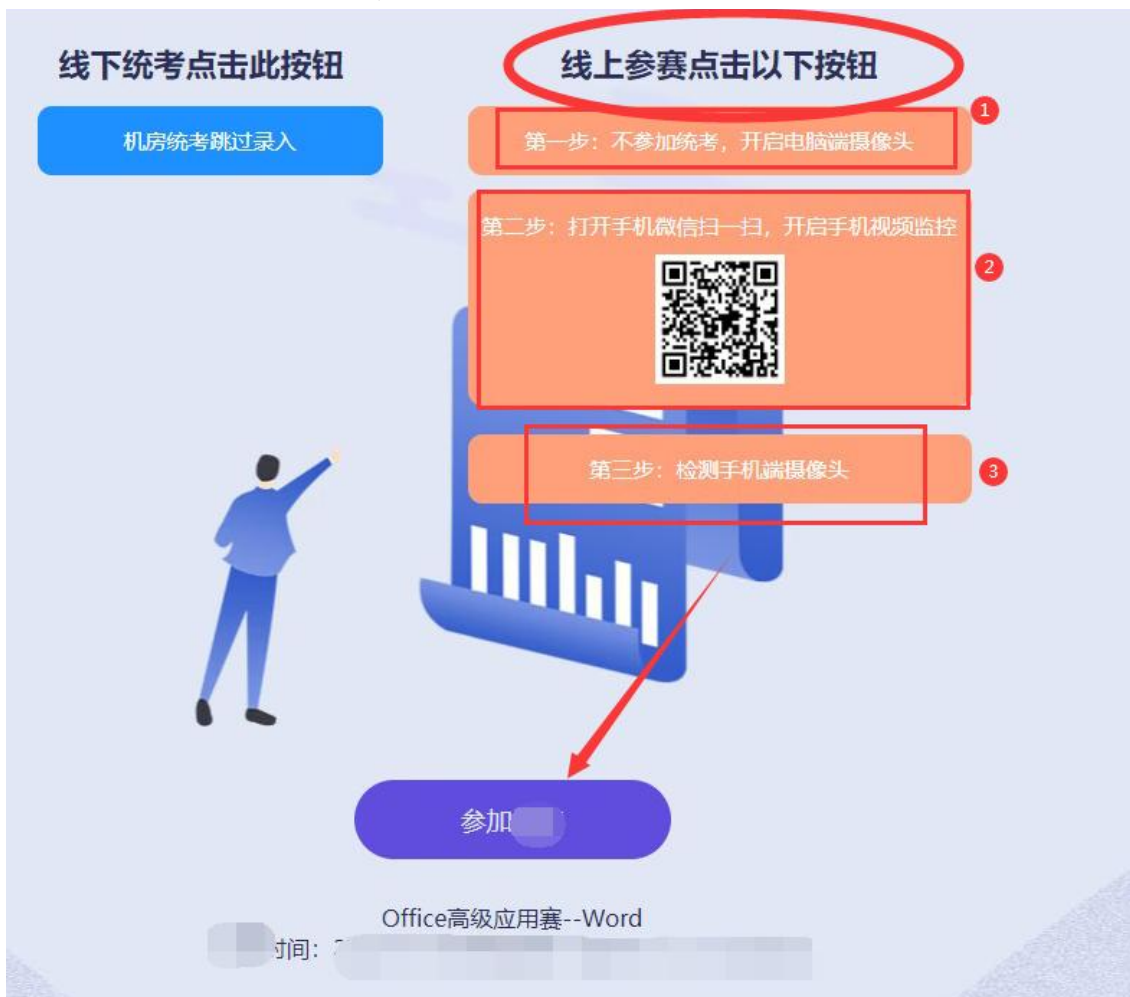 线下统考点击此按钮
机房统考跳过录入
线上参赛点击以下按钮
第一步：不参加统考，开启电脑端摄像头
1
第二步：打开手机微信扫一扫，开启手机视频监控
2
第三步：检测手机端摄像头
3
参加
Office高级应用赛--Word
时间：